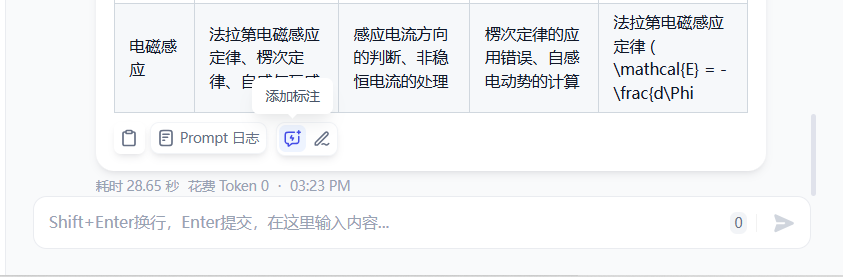 电磁感应
法拉第电磁感应定律、楞次定律、自感
感应电流方向的判断、非稳恒电流的处理
楞次定律的应用错误、自感电动势的计算
法拉第电磁感应定律 ( \mathcal{E} = -\frac{d\Phi
添加标注
Prompt 日志
耗时 28.65 秒 花费 Token 0 · 03:23 PM
Shift+Enter换行，Enter提交，在这里输入内容...
0